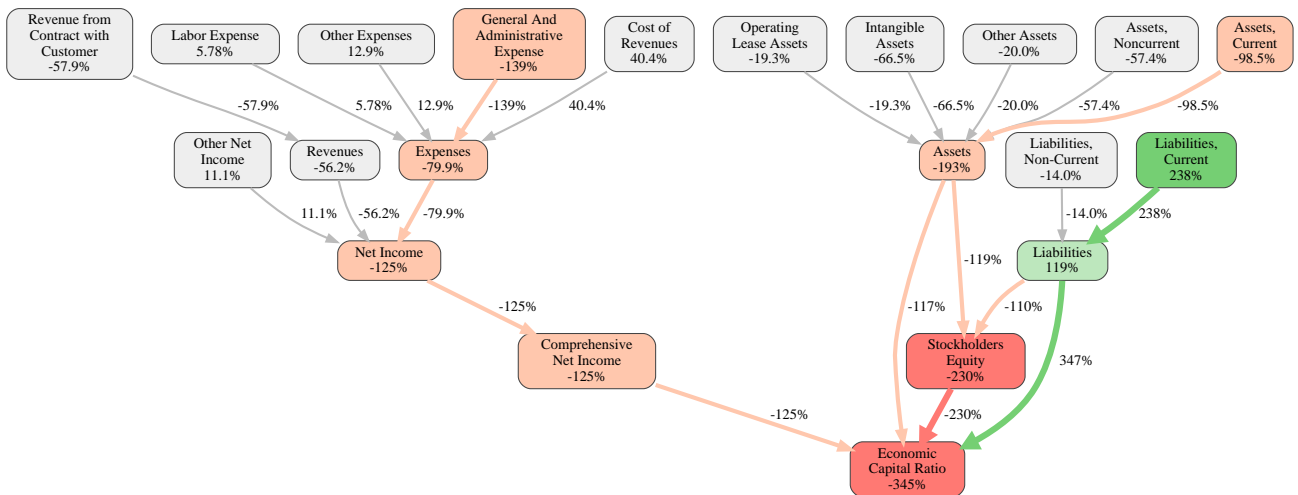 Revenue from
Contract with
Customer
-57.9%
Labor Expense
5.78%
Other Expenses
12.9%
General And
Administrative
Expense
-139%
Cost of
Revenues
40.4%
Operating
Lease Assets
-19.3%
Intangible
Assets
-66.5%
Other Assets
-20.0%
Assets,
Noncurrent
-57.4%
Assets,
Current
-98.5%
-57.9%
5.78%
12.9%
-139%
40.4%
-19.3%
-66.5%
-20.0%
-57.4%
-98.5%
Other Net
Income
11.1%
Revenues
-56.2%
Expenses
-79.9%
Assets
-193%
Liabilities,
Non-Current
-14.0%
Liabilities,
Current
238%
11.1%
-56.2%
-79.9%
-14.0%
238%
Net Income
-125%
Liabilities
119%
-119%
-125%
-117%
-110%
Comprehensive
Net Income
-125%
Stockholders
Equity
-230%
347%
-125%
-230%
Economic
Capital Ratio
-345%